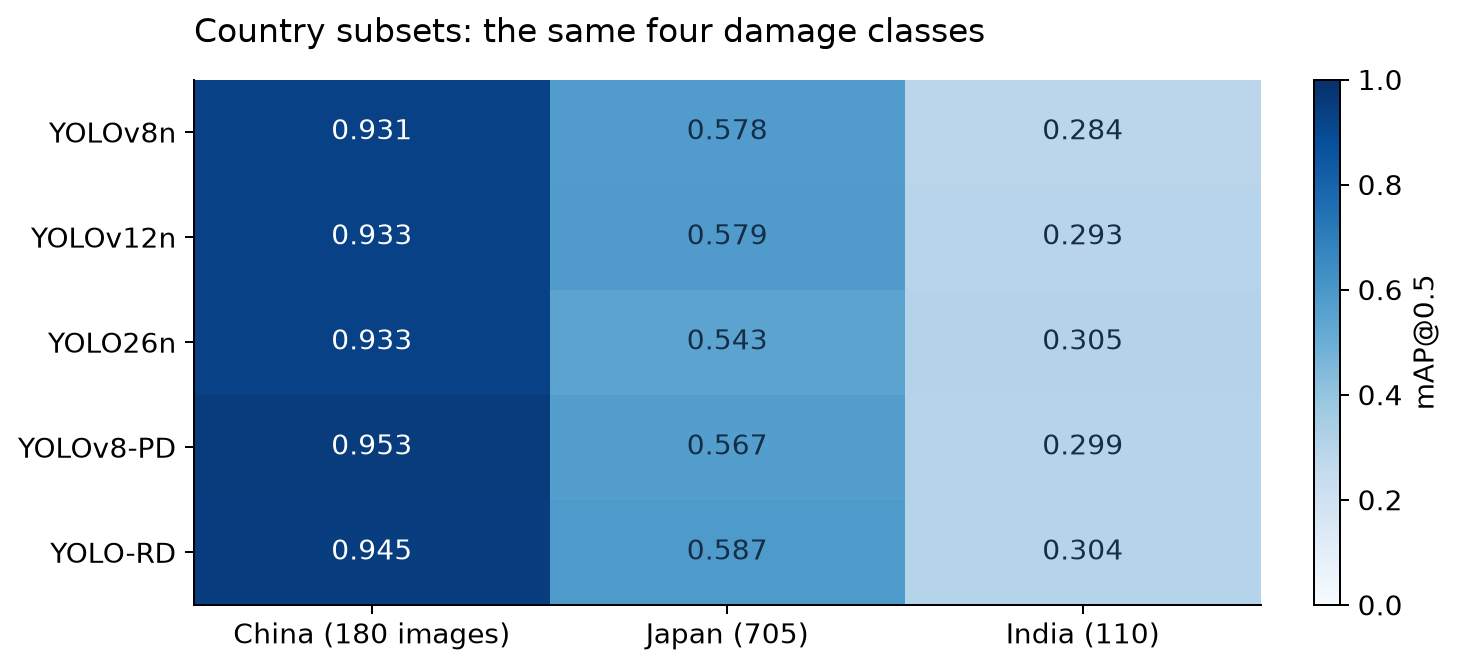 Country subsets: the same four damage classes
YOLOv8n 0.931 0.578 0.284
YOLOv12n 0.933 0.579 0.293
YOLO26n 0.933 0.543 0.305
YOLOv8-PD 0.953 0.567 0.299
YOLO-RD 0.945 0.587 0.304
China (180 images) Japan (705) India (110)
1.0
0.8
0.6
0.4
0.2
0.0
mAP@0.5